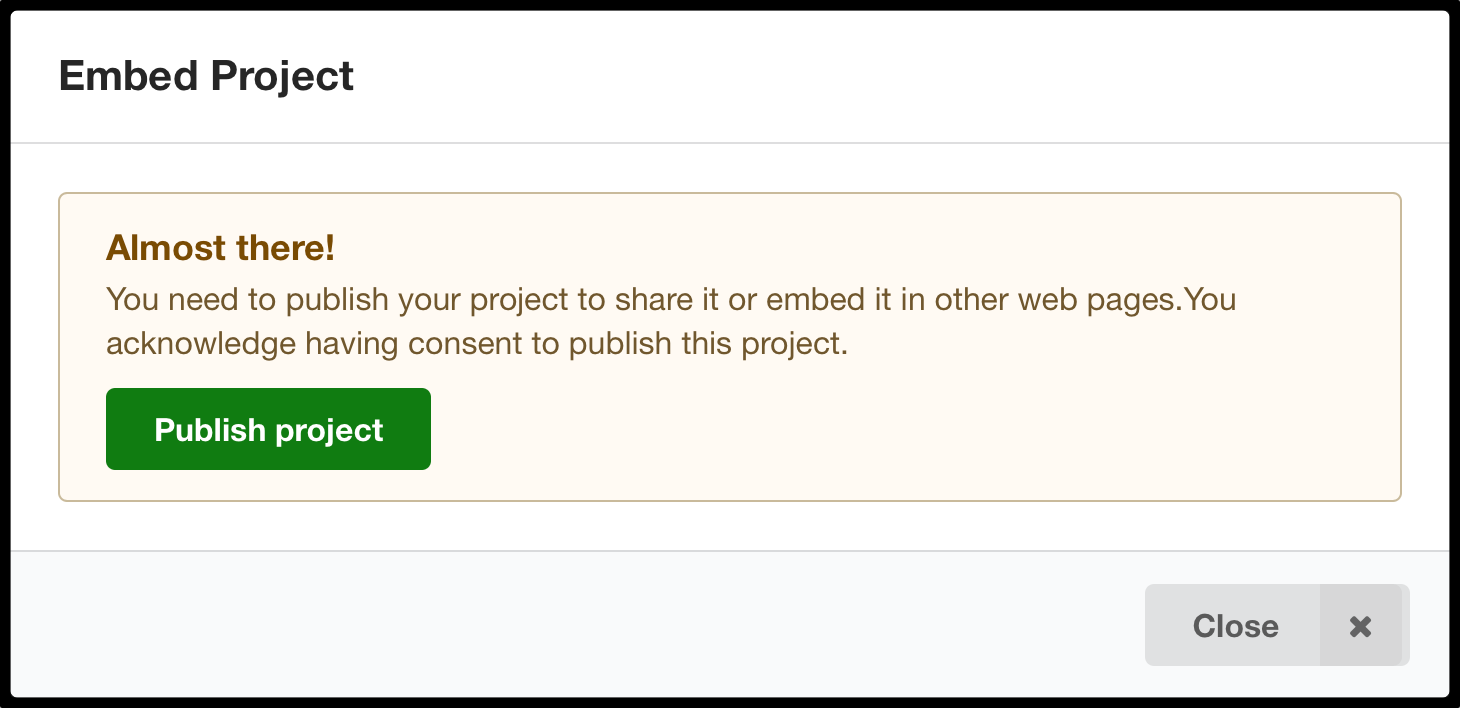 Embed Project
Almost there!
You need to publish your project to share it or embed it in other web pages.You
acknowledge having consent to publish this project.
Publish project
Close